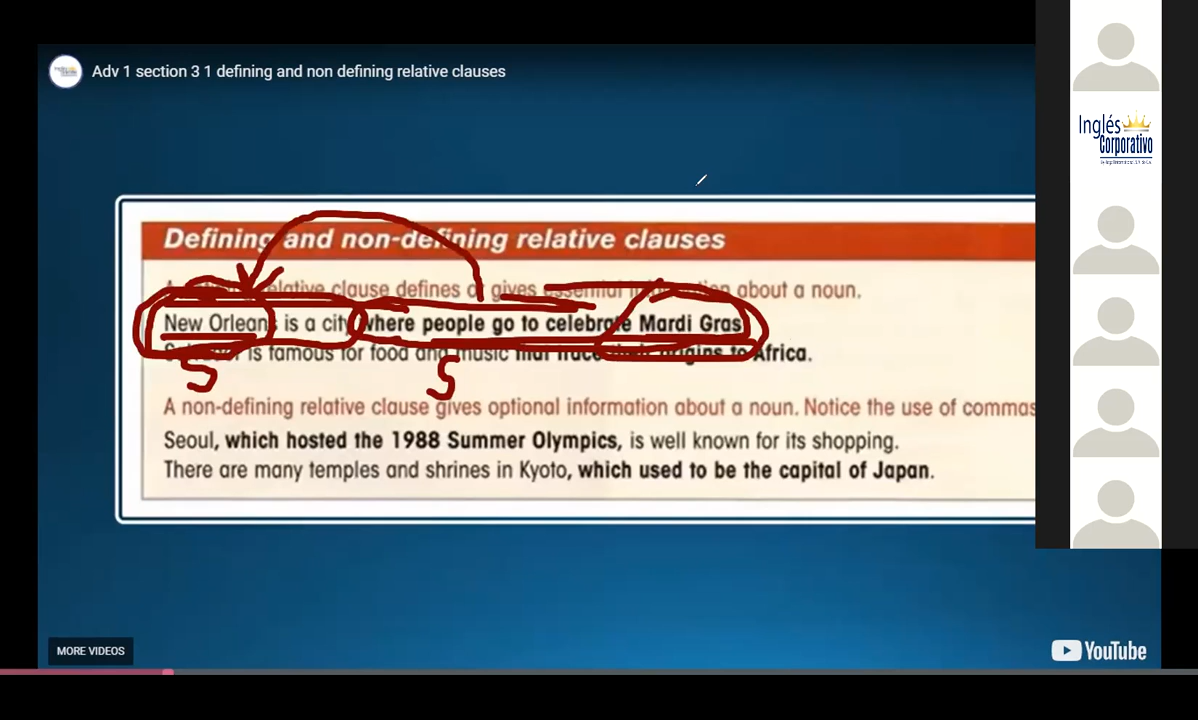 Adv 1 section 3 1 defining and non defining relative clauses
Inglés
Corporativo
Defining and non-defining relative clauses
relative clause defines or gives essential about a noun.
New Orleans is a city where people go to celebrate Mardi Gras
is famous for food and music that trace their origins to Africa.
S S
A non-defining relative clause gives optional information about a noun. Notice the use of commas
Seoul, which hosted the 1988 Summer Olympics, is well known for its shopping.
There are many temples and shrines in Kyoto, which used to be the capital of Japan.
MORE VIDEOS
YouTube